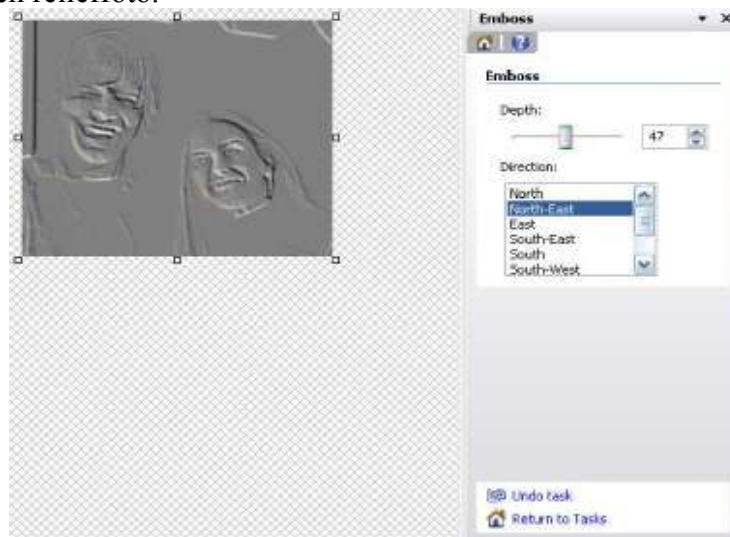 Emboss
Emboss
Depth:
47
Direction:
North
North-East
East
South-East
South
South-West
Undo task
Return to Tasks